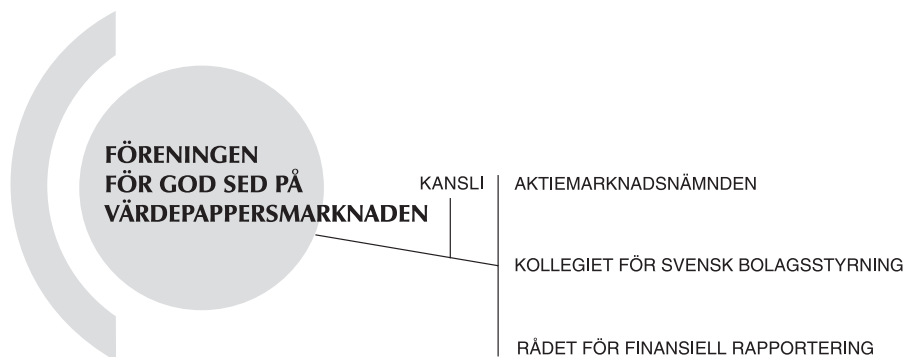 FÖRENINGEN
FÖR GOD SED PÅ
VÄRDEPAPPERSMARKNADEN
KANSLI
AKTIEMARKNADSNÄMNDEN
KOLLEGIET FÖR SVENSK BOLAGSSTYRNING
RÅDET FÖR FINANSIELL RAPPORTERING